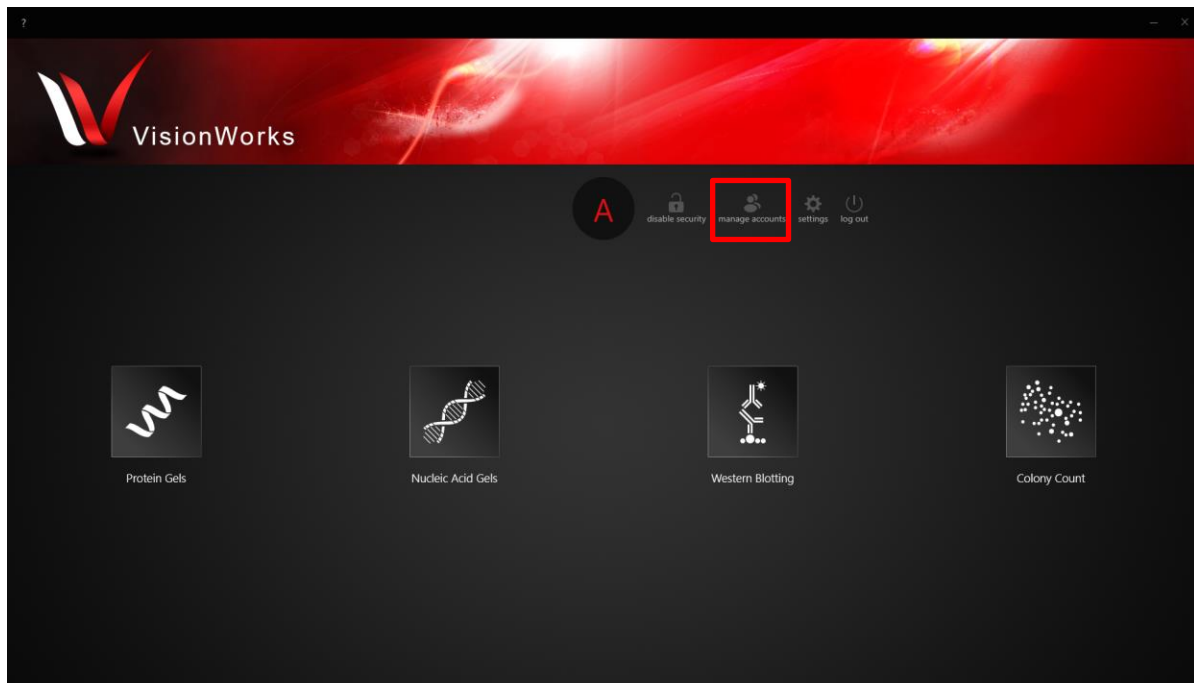 ?
VisionWorks
A
disable security manage accounts settings log out
Protein Gels Nucleic Acid Gels Western Blotting Colony Count